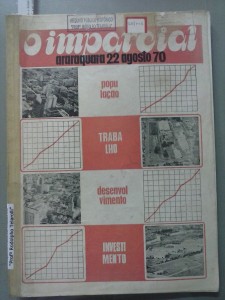 o imparcial
araraquara 22 agosto 70
popu
lação
TRABA
LHO
desenvol
vimento
INVESTI
MENTO